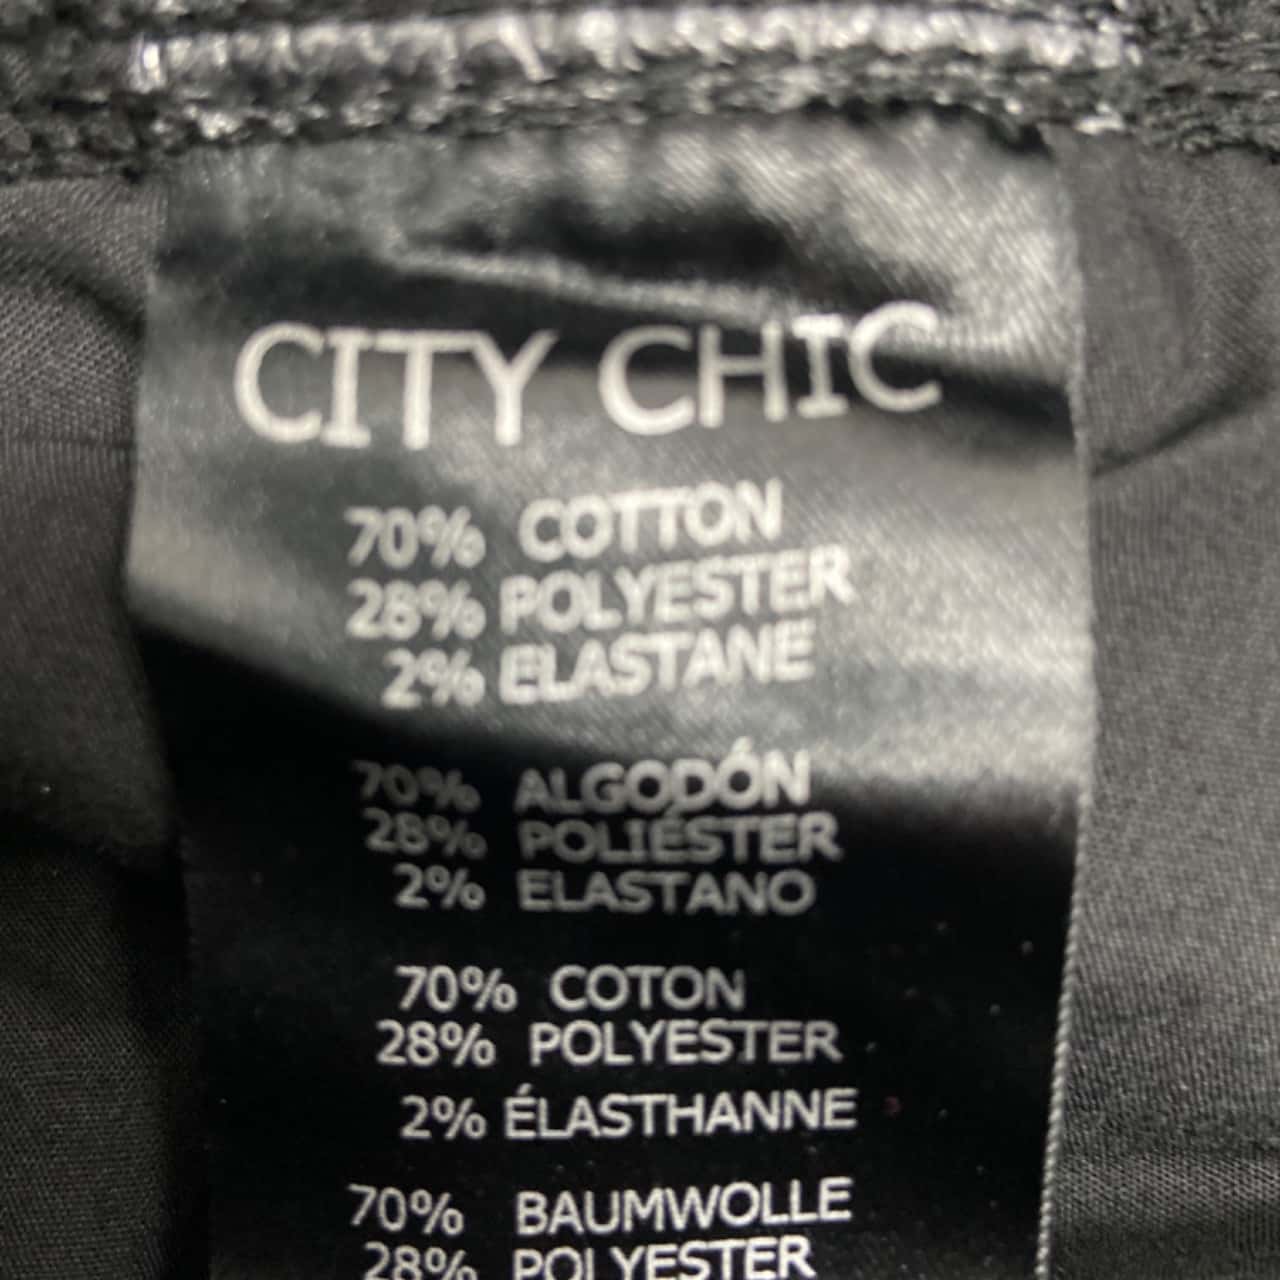 CITY CHIC
70% COTTON
28% POLYESTER
2% ELASTANE
70% ALGODÓN
28% POLIÉSTER
2% ELASTANO
70% COTON
28% POLYESTER
2% ÉLASTHANNE
70% BAUMWOLLE
28% POLYESTER